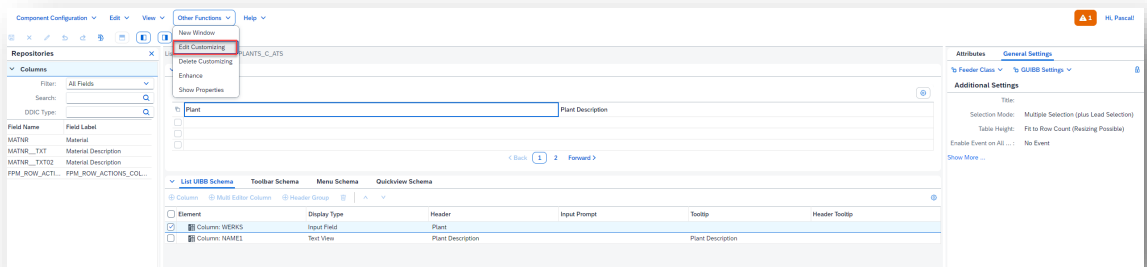 Component Configuration Edit View Other Functions Help 1 Hi, Pascal!
New Window
Edit Customizing
Delete Customizing
Enhance
Show Properties
Repositories
Columns
Filter: All Fields
Search:
DDIC Type:
Field Name Field Label
MATNR Material
MATNR__TXT Material Description
MATNR__TXT02 Material Description
FPM_ROW_ACTI... FPM_ROW_ACTIONS_COL...
PLANTS_C_ATS
Plant Plant Description
< Back 1 2 Forward >
List UIBB Schema Toolbar Schema Menu Schema Quickview Schema
Column Multi Editor Column Header Group
Element Display Type Header Input Prompt Tooltip Header Tooltip
Column: WERKS Input Field Plant
Column: NAME1 Text View Plant Description Plant Description
Attributes General Settings
Feeder Class GUIBB Settings
Additional Settings
Title:
Selection Mode: Multiple Selection (plus Lead Selection)
Table Height: Fit to Row Count (Resizing Possible)
Enable Event on All ... : No Event
Show More ...